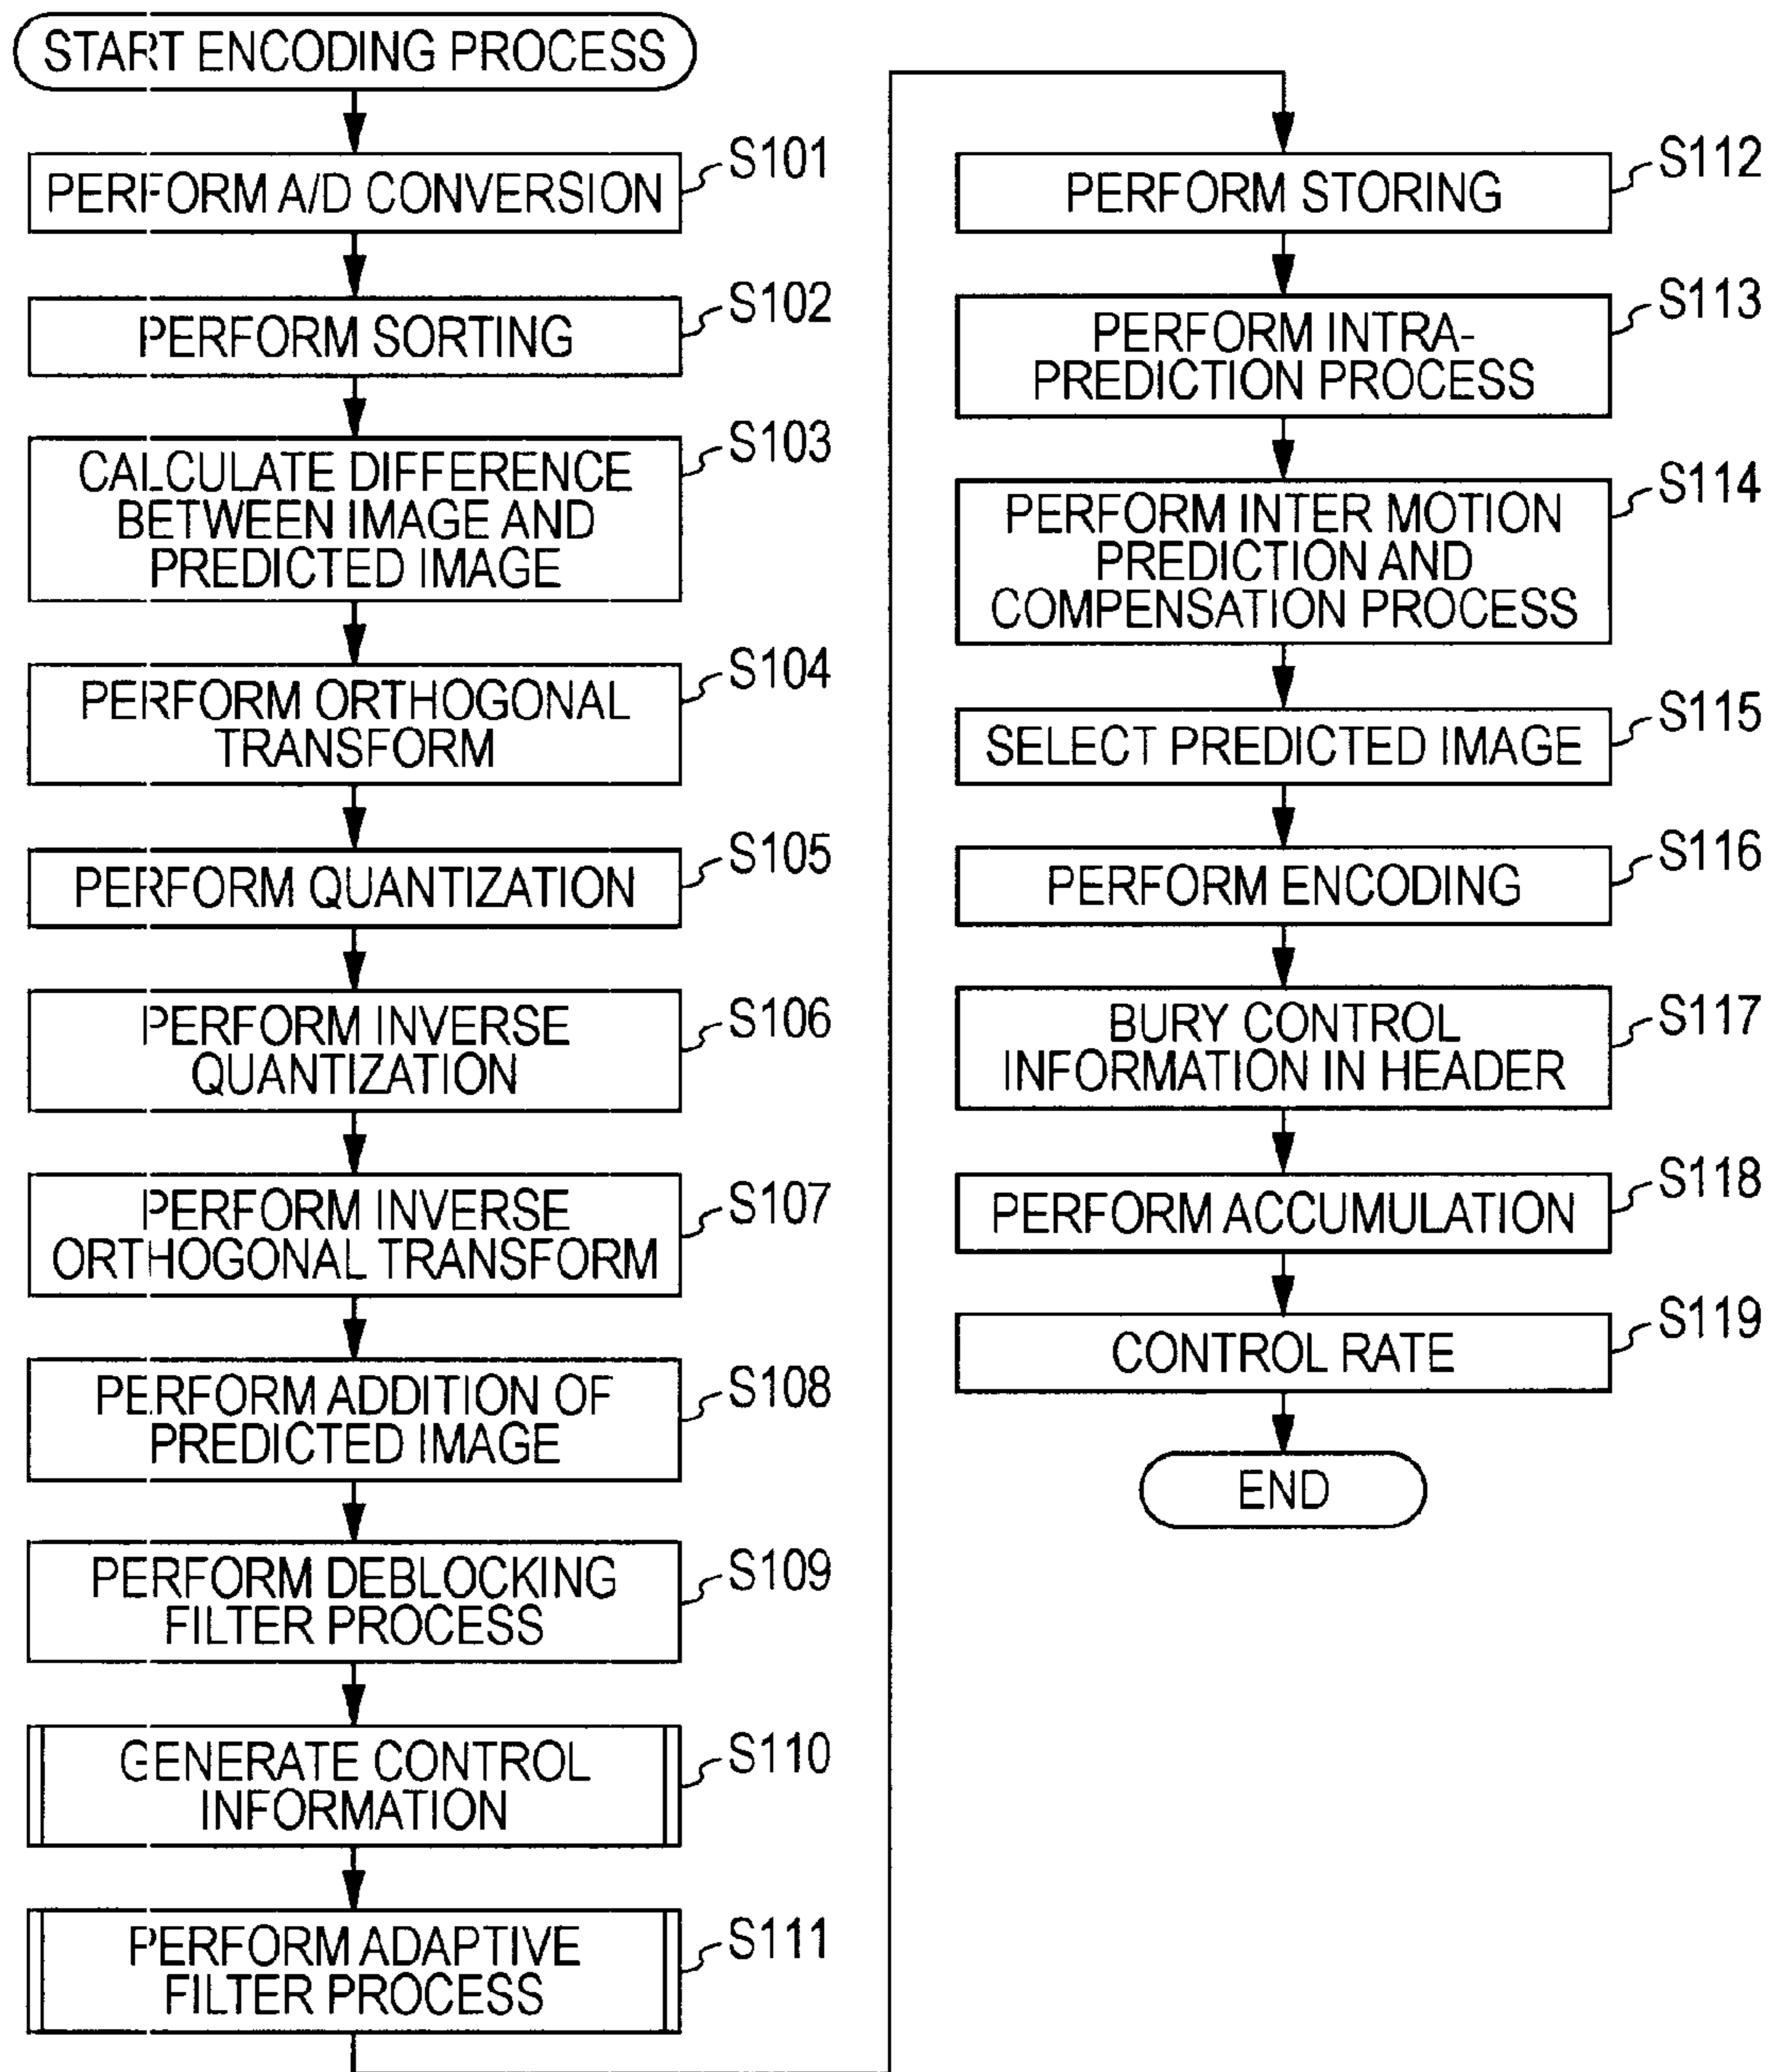 START ENCODING PROCESS
PERFORM A/D CONVERSION
S101
PERFORM SORTING
S102
CALCULATE DIFFERENCE
BETWEEN IMAGE AND
PREDICTED IMAGE
S103
PERFORM ORTHOGONAL
TRANSFORM
S104
PERFORM QUANTIZATION
S105
PERFORM INVERSE
QUANTIZATION
S106
PERFORM INVERSE
ORTHOGONAL TRANSFORM
S107
PERFORM ADDITION OF
PREDICTED IMAGE
S108
PERFORM DEBLOCKING
FILTER PROCESS
S109
GENERATE CONTROL
INFORMATION
S110
PERFORM ADAPTIVE
FILTER PROCESS
S111
PERFORM STORING
S112
PERFORM INTRA-
PREDICTION PROCESS
S113
PERFORM INTER MOTION
PREDICTION AND
COMPENSATION PROCESS
S114
SELECT PREDICTED IMAGE
S115
PERFORM ENCODING
S116
BURY CONTROL
INFORMATION IN HEADER
S117
PERFORM ACCUMULATION
S118
CONTROL RATE
S119
END